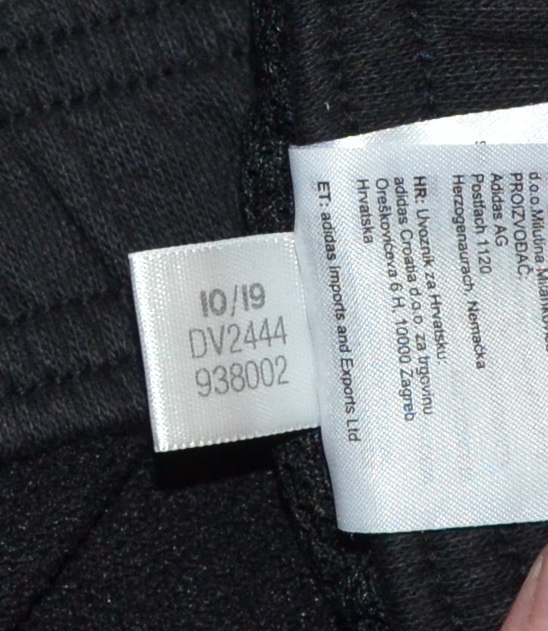 10/19
DV2444
938002
d.o.o.Milutina
PROIZVOĐAČ:
Adidas AG
Postfach 1120
Herzogenaurach, Nemačka
HR: Uvoznik za Hrvatsku:
adidas Croatia d.o.o. za trgovinu
Oreškovićeva 6 H, 10000 Zagreb
Hrvatska
ET: adidas Imports and Exports Ltd